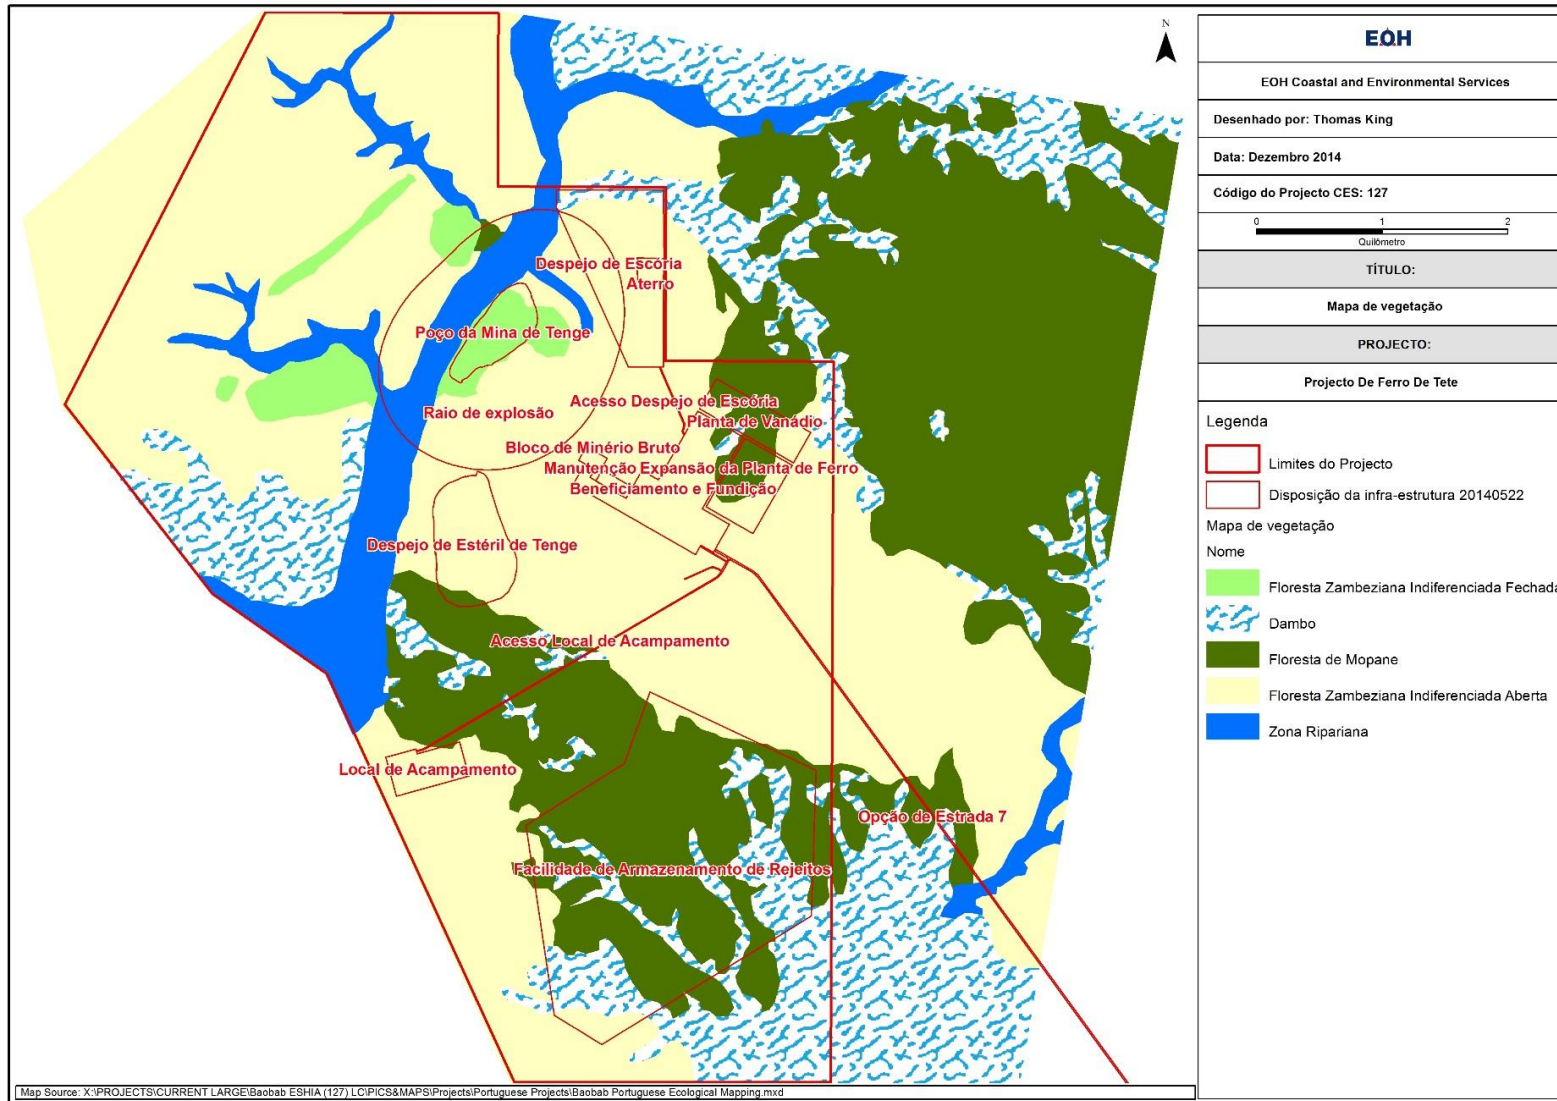 N
Despejo de Escória
Aterro
Poço da Mina de Tenge
Raio de explosão
Acesso Despejo de Escória
Planta de Vanádio
Bloco de Minério Bruto
Manutenção Expansão da Planta de Ferro
Beneficiamento e Fundição
Despejo de Estéril de Tenge
Acesso Local de Acampamento
Local de Acampamento
Opção de Estrada 7
Facilidade de Armazenamento de Rejeitos
Map Source: X:\PROJECTS\CURRENT LARGE\Baobab ESHIA (127) LC\PICS&MAPS\Projects\Portuguese Projects\Baobab Portuguese Ecological Mapping.mxd
EOH
EOH Coastal and Environmental Services
Desenhado por: Thomas King
Data: Dezembro 2014
Código do Projecto CES: 127
0 1 2
Quilômetro
TÍTULO:
Mapa de vegetação
PROJECTO:
Projecto De Ferro De Tete
Legenda
Limites do Projecto
Disposição da infra-estrutura 20140522
Mapa de vegetação
Nome
Floresta Zambeziana Indiferenciada Fechada
Dambo
Floresta de Mopane
Floresta Zambeziana Indiferenciada Aberta
Zona Ripariana